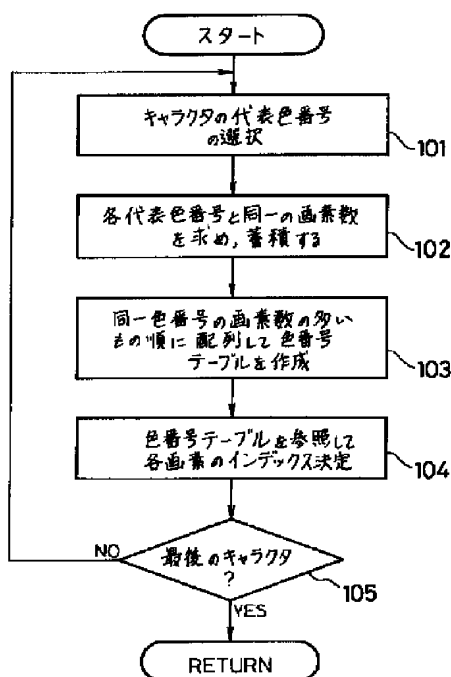 スタート
キャラクタの代表色番号
の選択
101
各代表色番号と同一の画素数
を求め,蓄積する
102
同一色番号の画素数の多い
もの順に配列して色番号
テーブルを作成
103
色番号テーブルを参照して
各画素のインデックス決定
104
最後のキャラクタ
?
105
NO
YES
RETURN